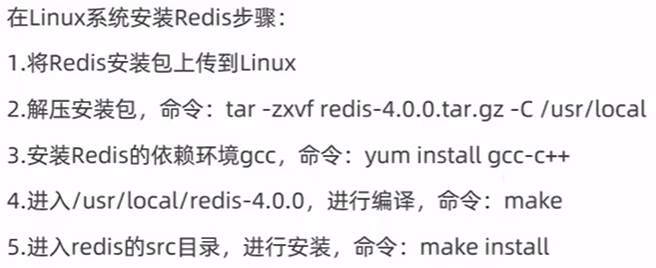 在Linux系统安装Redis步骤：
1.将Redis安装包上传到Linux
2.解压安装包，命令：tar -zxvf redis-4.0.0.tar.gz -C /usr/local
3.安装Redis的依赖环境gcc，命令：yum install gcc-c++
4.进入/usr/local/redis-4.0.0，进行编译，命令：make
5.进入redis的src目录，进行安装，命令：make install